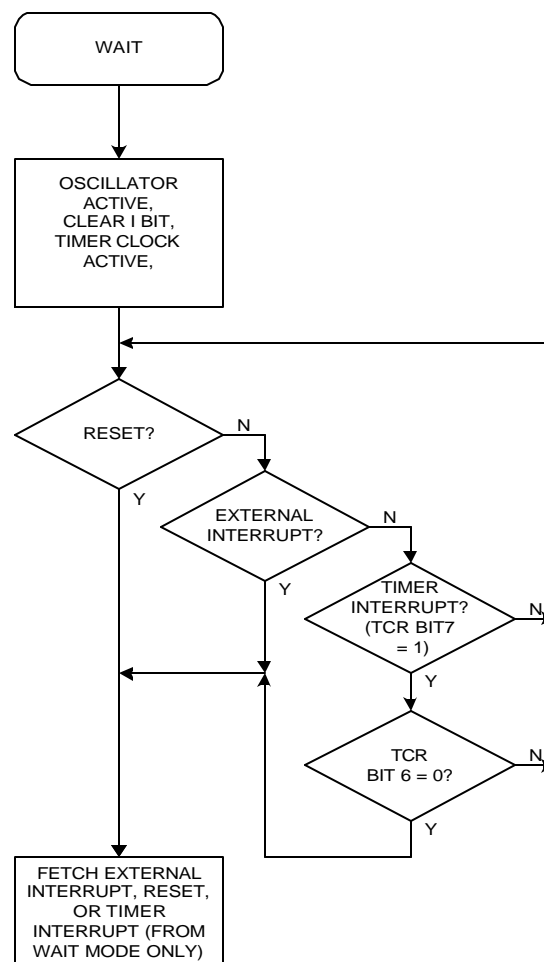 WAIT
OSCILLATOR
ACTIVE,
CLEAR I BIT,
TIMER CLOCK
ACTIVE,
RESET?
N
Y
EXTERNAL
INTERRUPT?
N
Y
TIMER
INTERRUPT?
(TCR BIT7
= 1)
N
Y
TCR
BIT 6 = 0?
N
Y
FETCH EXTERNAL
INTERRUPT, RESET,
OR TIMER
INTERRUPT (FROM
WAIT MODE ONLY)